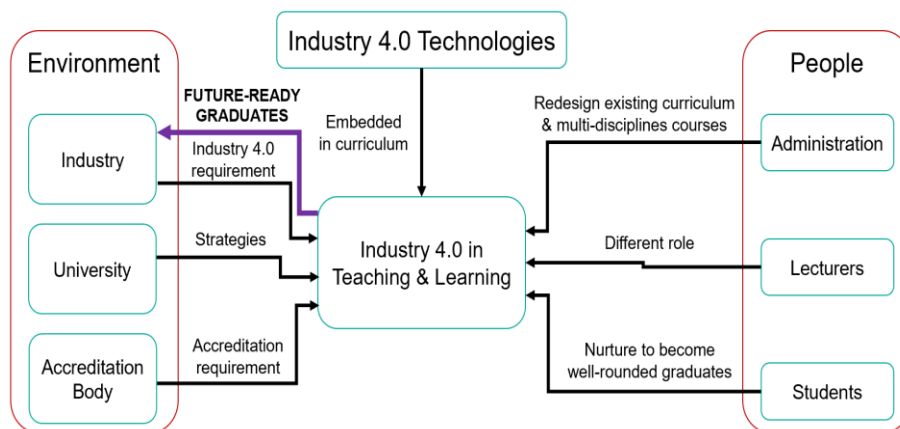 Industry 4.0 Technologies
Environment
People
FUTURE-READY
GRADUATES
Embedded
in curriculum
Redesign existing curriculum
& multi-disciplines courses
Industry
Industry 4.0
requirement
Administration
University
Strategies
Industry 4.0 in
Teaching & Learning
Different role
Lecturers
Accreditation
Body
Accreditation
requirement
Nurture to become
well-rounded graduates
Students